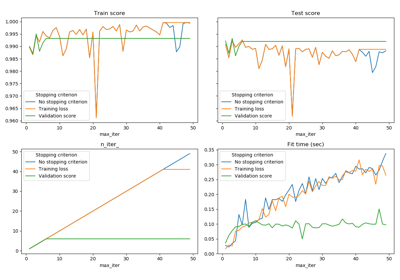 Train score
Test score
1.000
0.995
0.990
0.985
0.980
0.975
0.970
0.965
0.960
Stopping criterion
No stopping criterion
Training loss
Validation score
Stopping criterion
No stopping criterion
Training loss
Validation score
0 10 20 30 40 50
max_iter
0 10 20 30 40 50
max_iter
n_iter_
Fit time (sec)
50
40
30
20
10
0
Stopping criterion
No stopping criterion
Training loss
Validation score
0.35
0.30
0.25
0.20
0.15
0.10
0.05
0.00
Stopping criterion
No stopping criterion
Training loss
Validation score
0 10 20 30 40 50
max_iter
0 10 20 30 40 50
max_iter